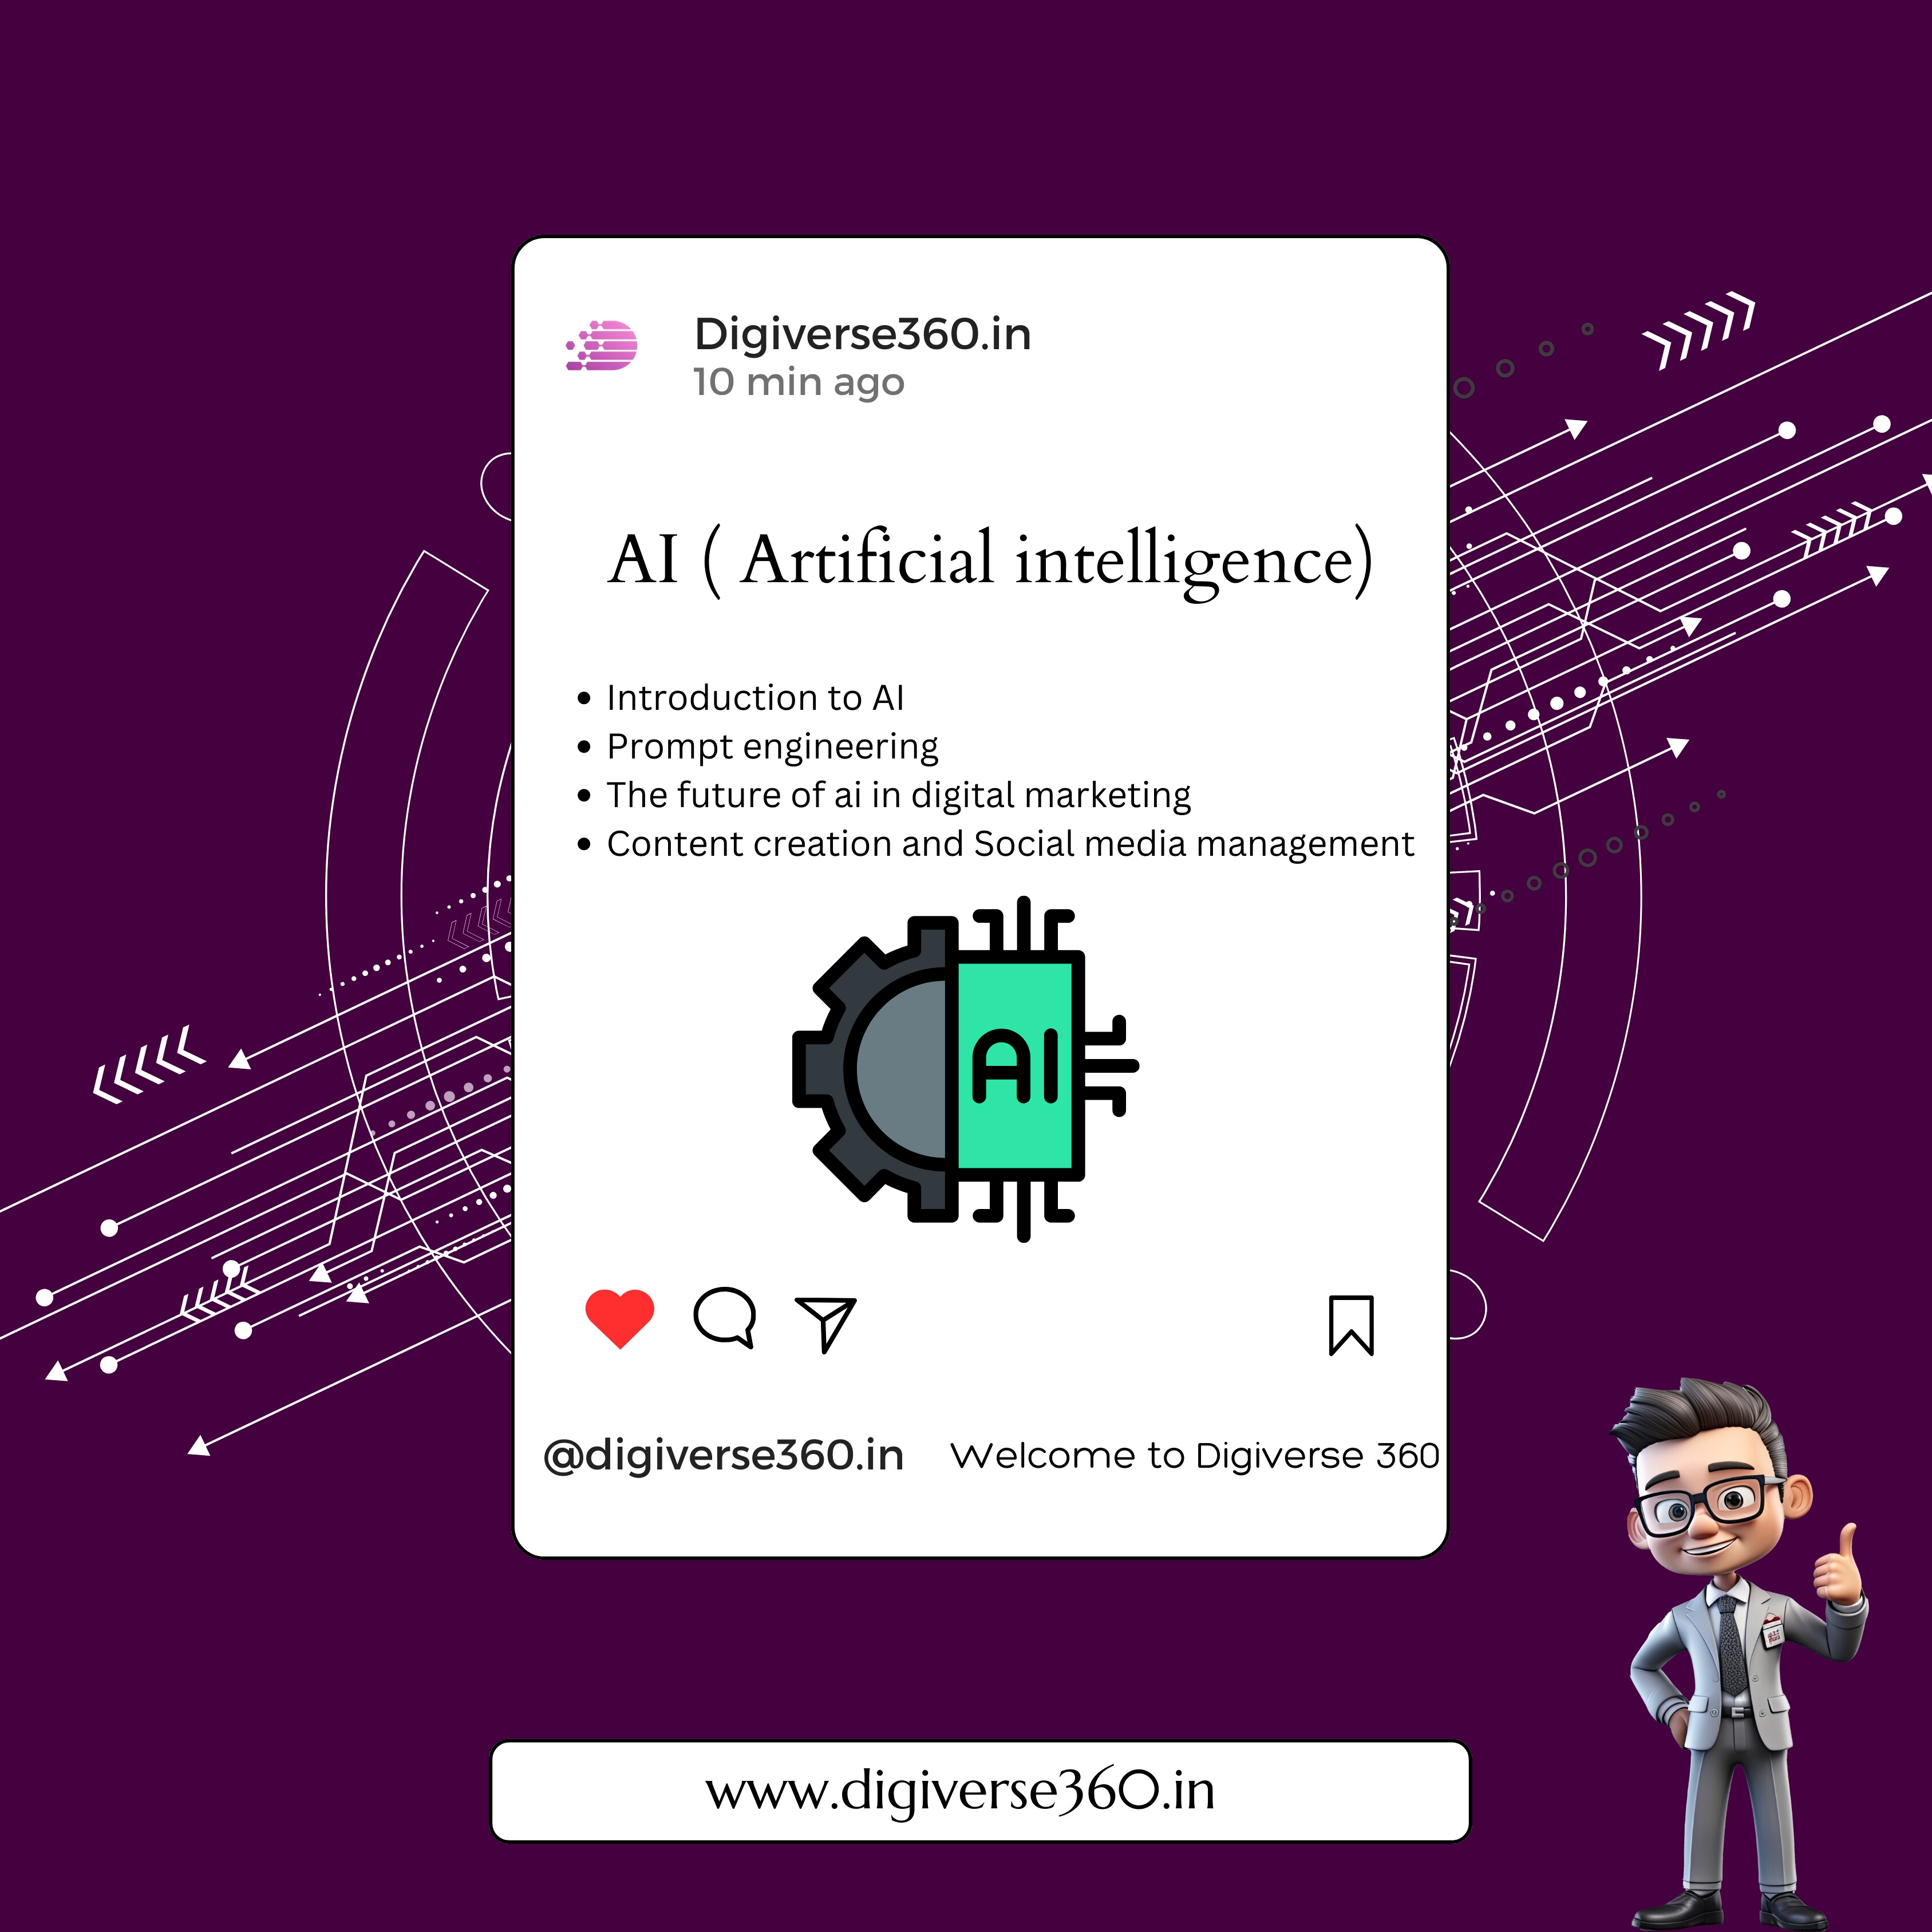 Digiverse360.in
10 min ago
AI ( Artificial intelligence)
• Introduction to AI
• Prompt engineering
• The future of ai in digital marketing
• Content creation and Social media management
AI
@digiverse360.in Welcome to Digiverse 360
www.digiverse360.in